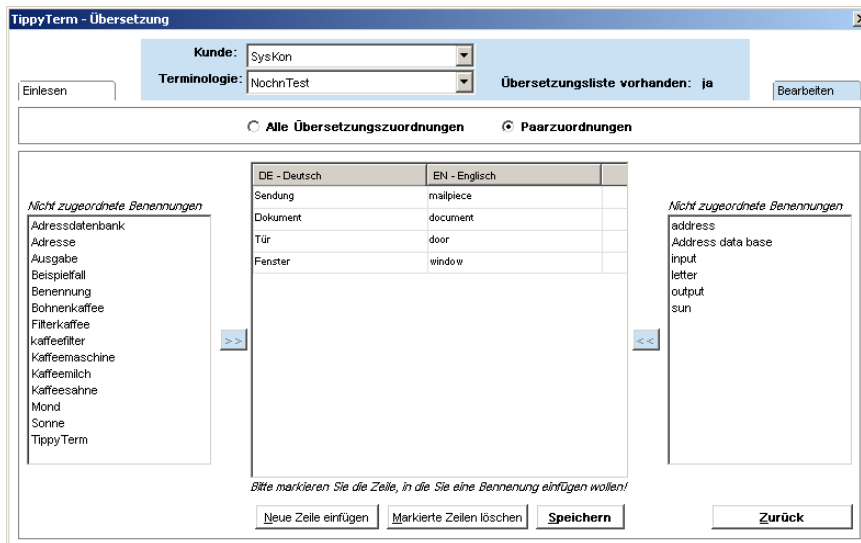 TippyTerm - Übersetzung
Kunde: SysKon
Terminologie: NochnTest
Übersetzungsliste vorhanden: ja
Einlesen
Bearbeiten
Alle Übersetzungszuordnungen
Paarzuordnungen
Nicht zugeordnete Benennungen
Adressdatenbank
Adresse
Ausgabe
Beispielfall
Benennung
Bohnenkaffee
Filterkaffee
kaffeefilter
Kaffeemaschine
Kaffeemilch
Kaffeesahne
Mond
Sonne
TippyTerm
>>
DE - Deutsch EN - Englisch
Sendung mailpiece
Dokument document
Tür door
Fenster window
<<
Nicht zugeordnete Benennungen
address
Address data base
input
letter
output
sun
Bitte markieren Sie die Zeile, in die Sie eine Bennenung einfügen wollen!
Neue Zeile einfügen
Markierte Zeilen löschen
Speichern
Zurück